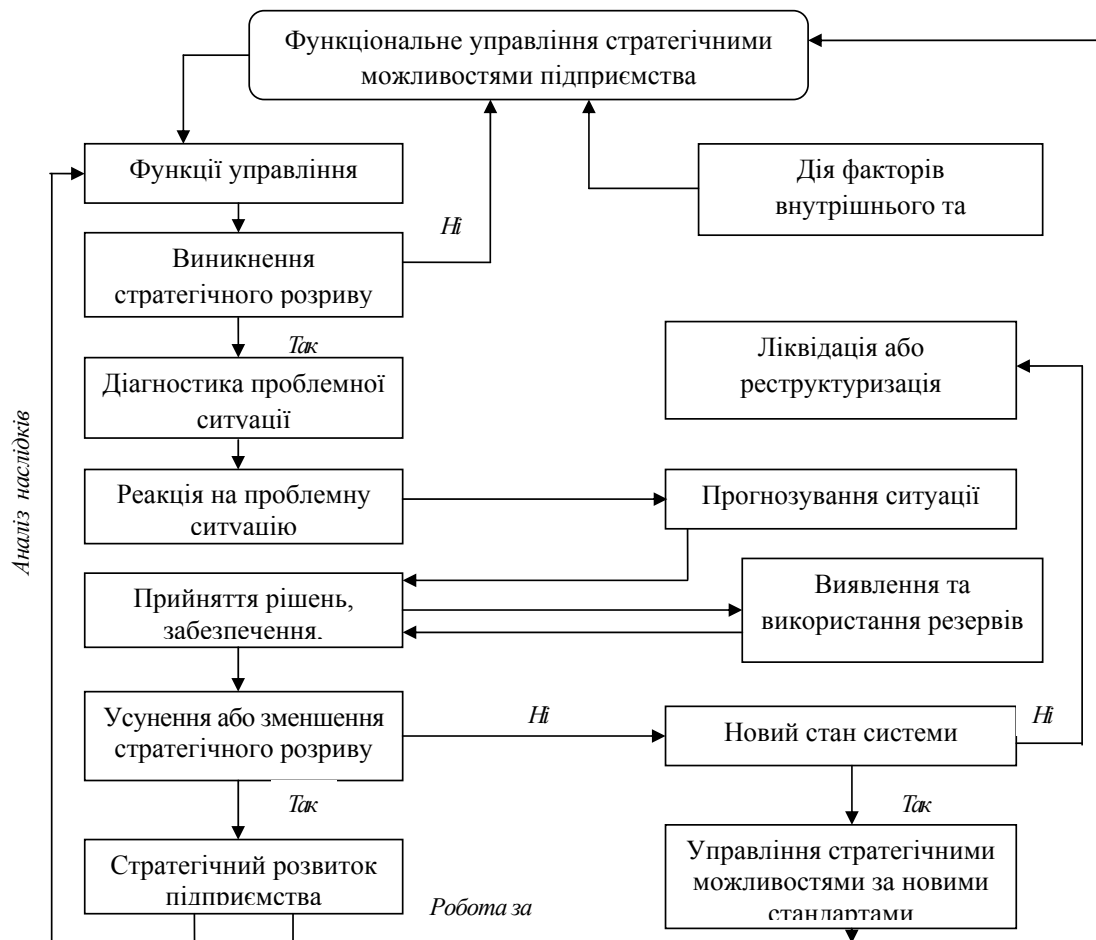 Функціональне управління стратегічними
можливостями підприємства
Функції управління
Дія факторів
внутрішнього та
Ні
Виникнення
стратегічного розриву
Так
Ліквідація або
реструктуризація
Діагностика проблемної
ситуації
Аналіз наслідків
Реакція на проблемну
ситуацію
Прогнозування ситуації
Прийняття рішень,
забезпечення.
Виявлення та
використання резервів
Усунення або зменшення
стратегічного розриву
Ні
Новий стан системи
Ні
Так
Так
Стратегічний розвиток
підприємства
Управління стратегічними
можливостями за новими
стандартами
Робота за